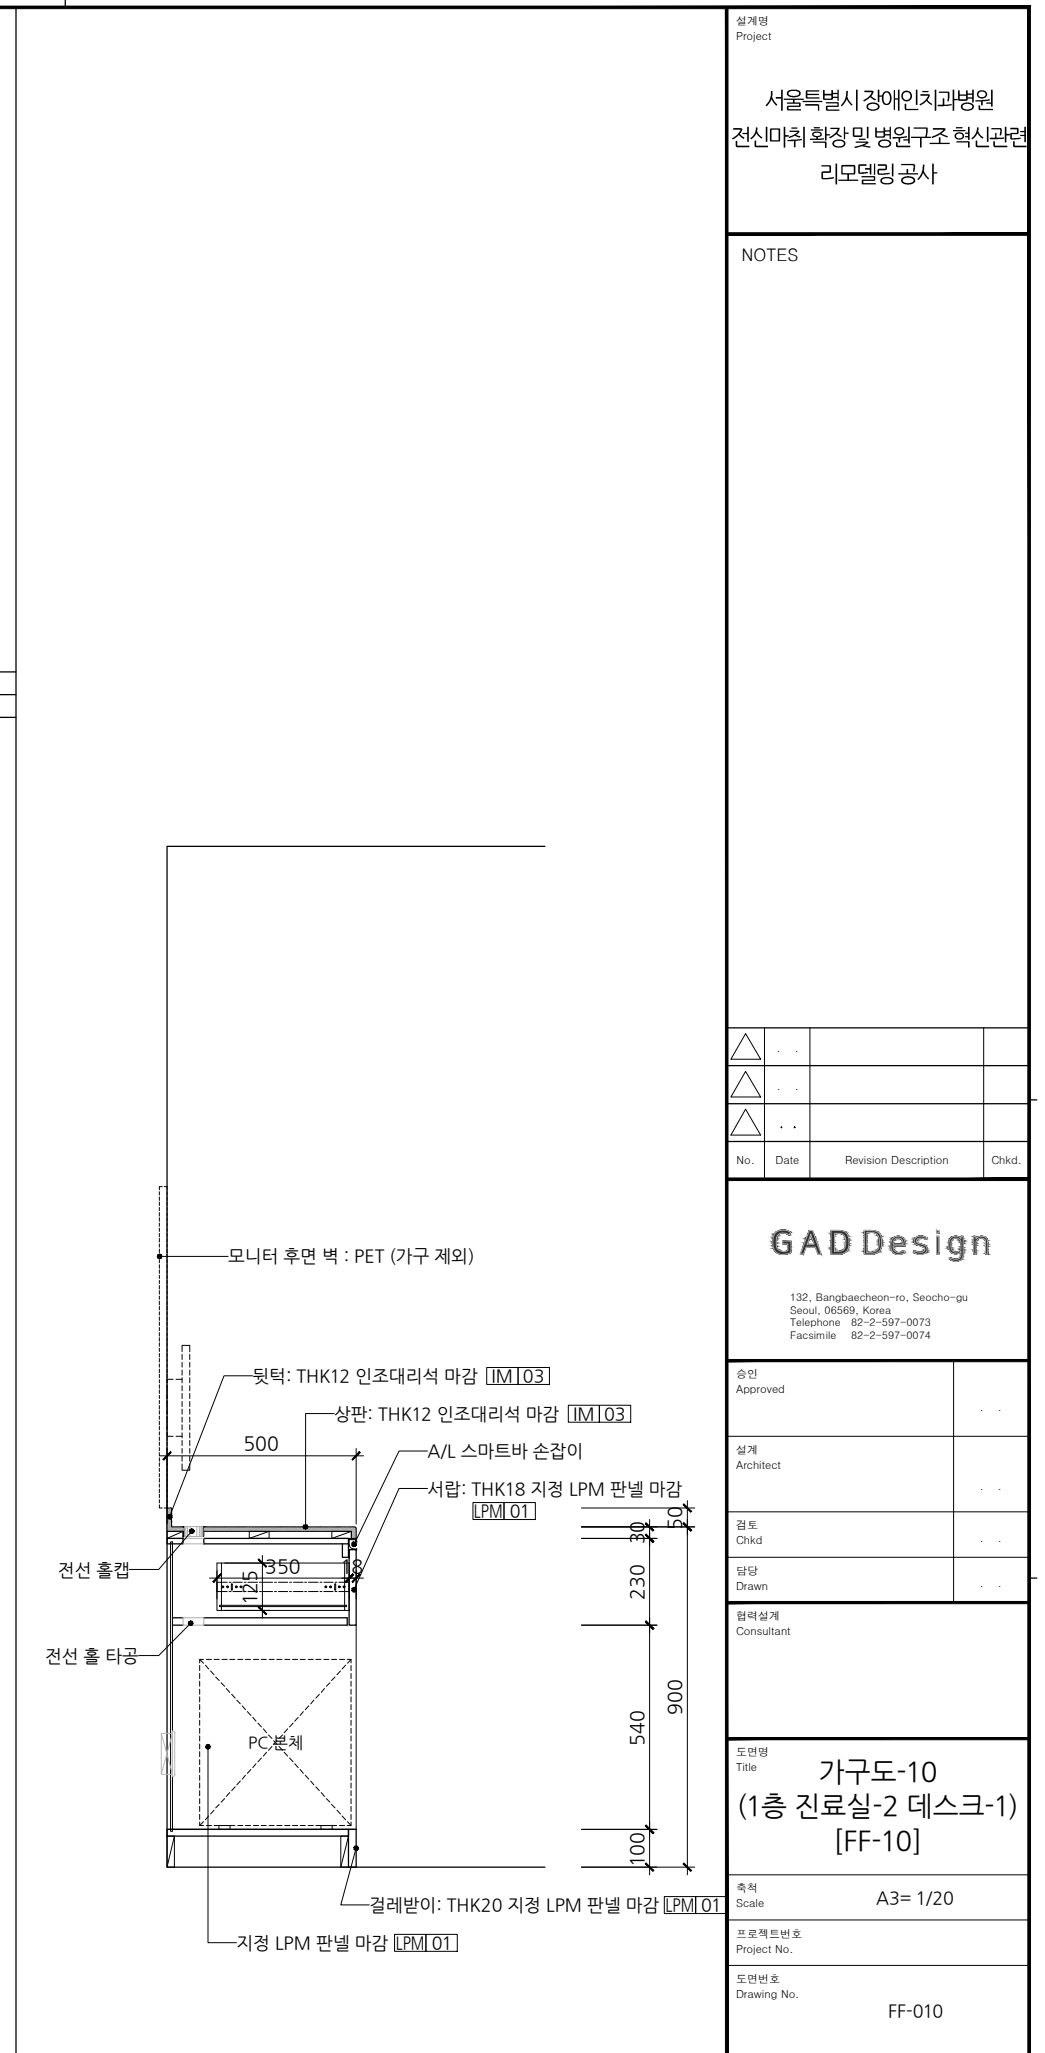 설계명
Project
서울특별시 장애인치과병원
전신마취 확장 및 병원구조 혁신관련
리모델링 공사
NOTES
No. Date Revision Description Chkd.
GAD Design
132, Bangbaecheon-ro, Seocho-gu
Seoul, 06569, Korea
Telephone 82-2-597-0073
Facsimile 82-2-597-0074
승인
Approved
설계
Architect
검토
Chkd
담당
Drawn
협력설계
Consultant
도면명
Title
가구도-10
(1층 진료실-2 데스크-1)
[FF-10]
축척
Scale
A3= 1/20
프로젝트번호
Project No.
도면번호
Drawing No.
FF-010
모니터 후면 벽 : PET (가구 제외)
뒷턱: THK12 인조대리석 마감 IM 03
상판: THK12 인조대리석 마감 IM 03
500
A/L 스마트바 손잡이
서랍: THK18 지정 LPM 판넬 마감
LPM 01
50
30
전선 홀캡
350
18
125
230
전선 홀 타공
900
540
PC 본체
100
걸레받이: THK20 지정 LPM 판넬 마감 LPM 01
지정 LPM 판넬 마감 LPM 01